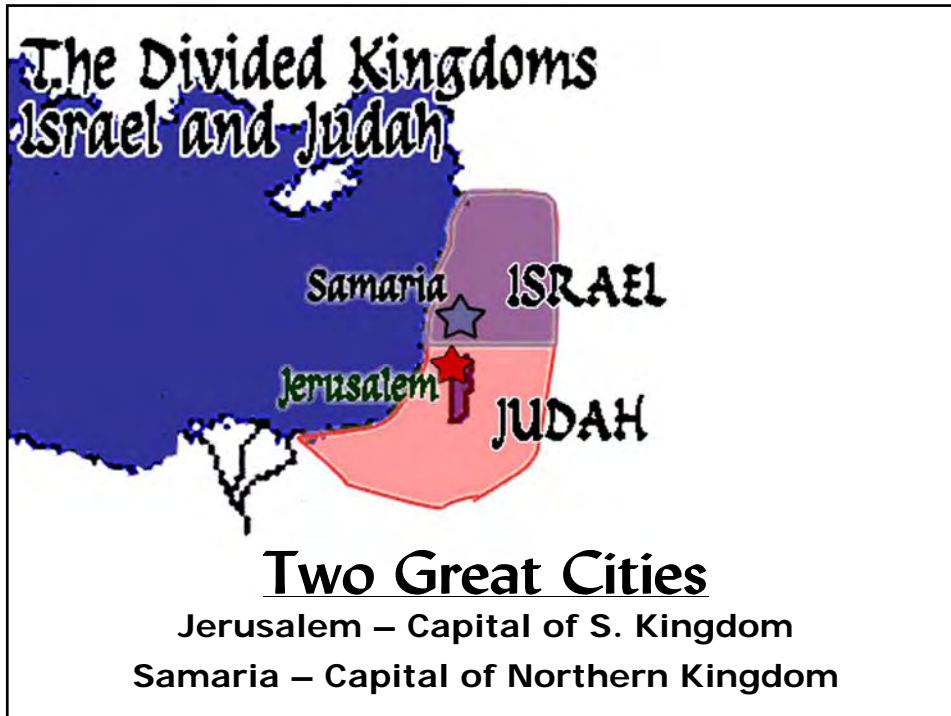 The Divided Kingdoms
Israel and Judah
Samaria
ISRAEL
Jerusalem
JUDAH
Two Great Cities
Jerusalem – Capital of S. Kingdom
Samaria – Capital of Northern Kingdom